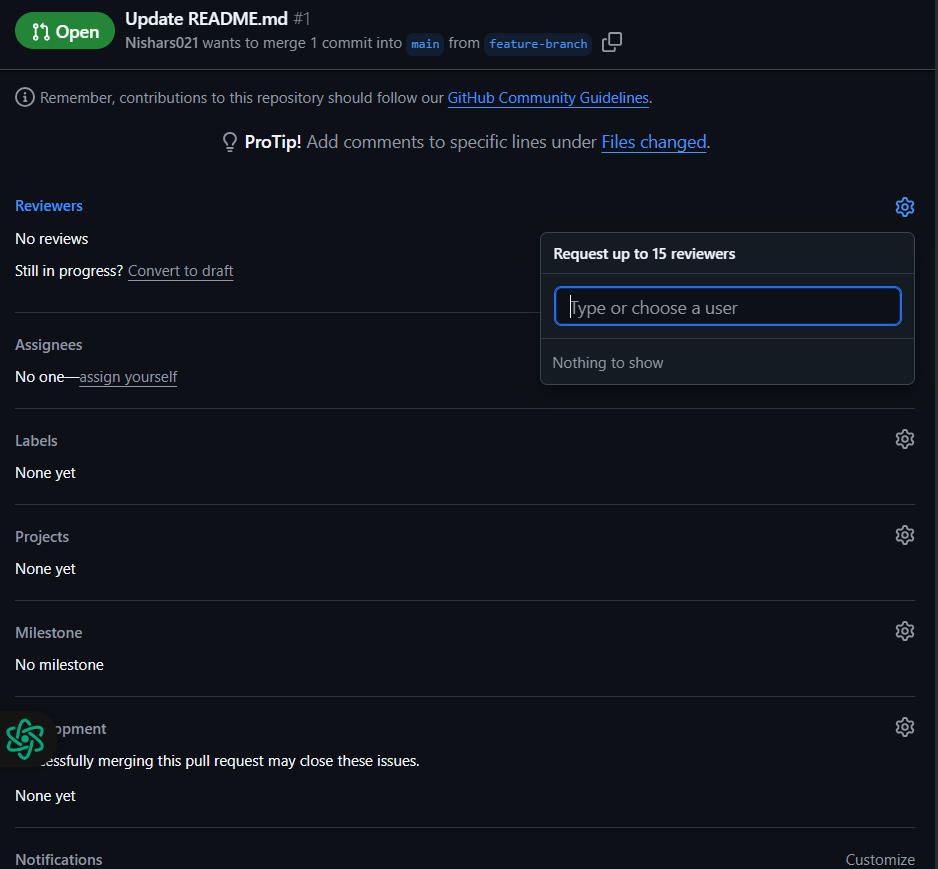 Open
Update README.md #1
Nishars021 wants to merge 1 commit into main from feature-branch
Remember, contributions to this repository should follow our GitHub Community Guidelines.
ProTip! Add comments to specific lines under Files changed.
Reviewers
No reviews
Still in progress? Convert to draft
Request up to 15 reviewers
Type or choose a user
Nothing to show
Assignees
No one—assign yourself
Labels
None yet
Projects
None yet
Milestone
No milestone
opment
essfully merging this pull request may close these issues.
None yet
Notifications
Customize